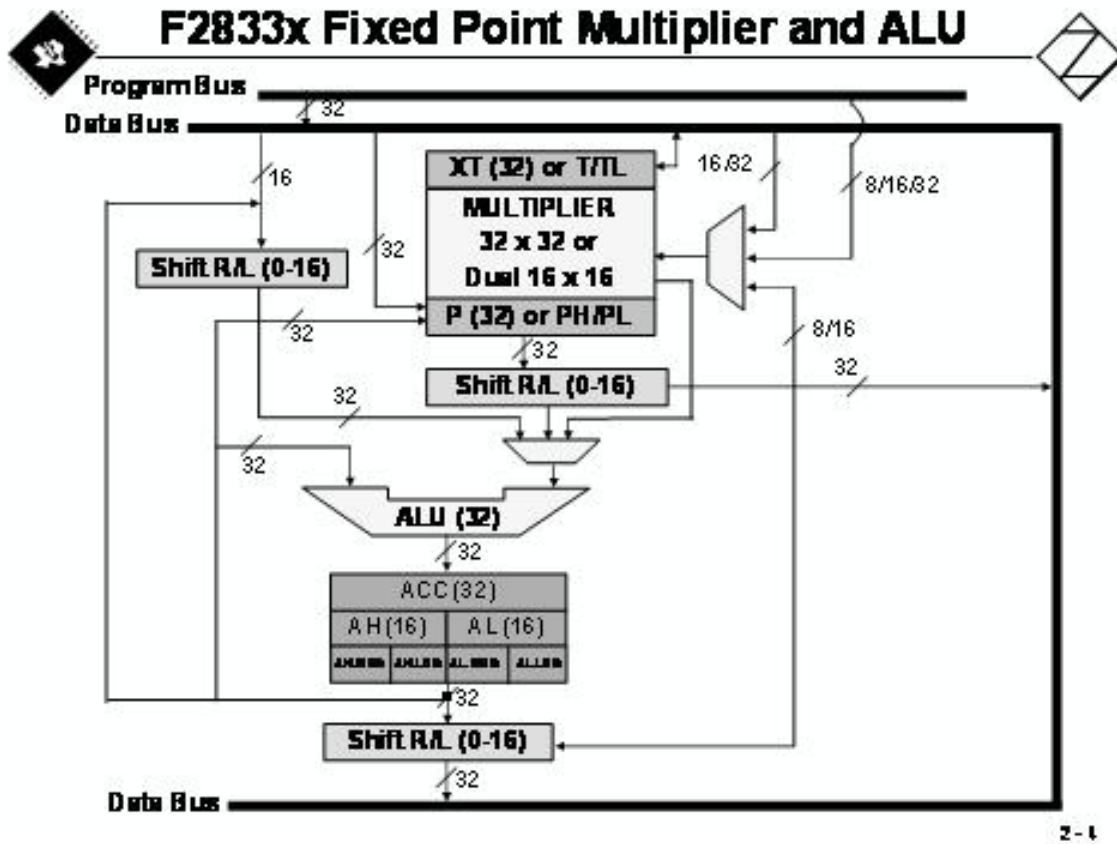 F2833x Fixed Point Multiplier and ALU
Program Bus
32
Data Bus
16
XT (32) or T/TL
16/32
8/16/32
MULTIPLIER
32 x 32 or
Dual 16 x 16
32
Shift R/L (0-16)
P (32) or PH/PL
32
8/16
32
32
Shift R/L (0-16)
32
32
32
ALU (32)
32
ACC (32)
AH (16)
AL (16)
32
Shift R/L (0-16)
32
Data Bus